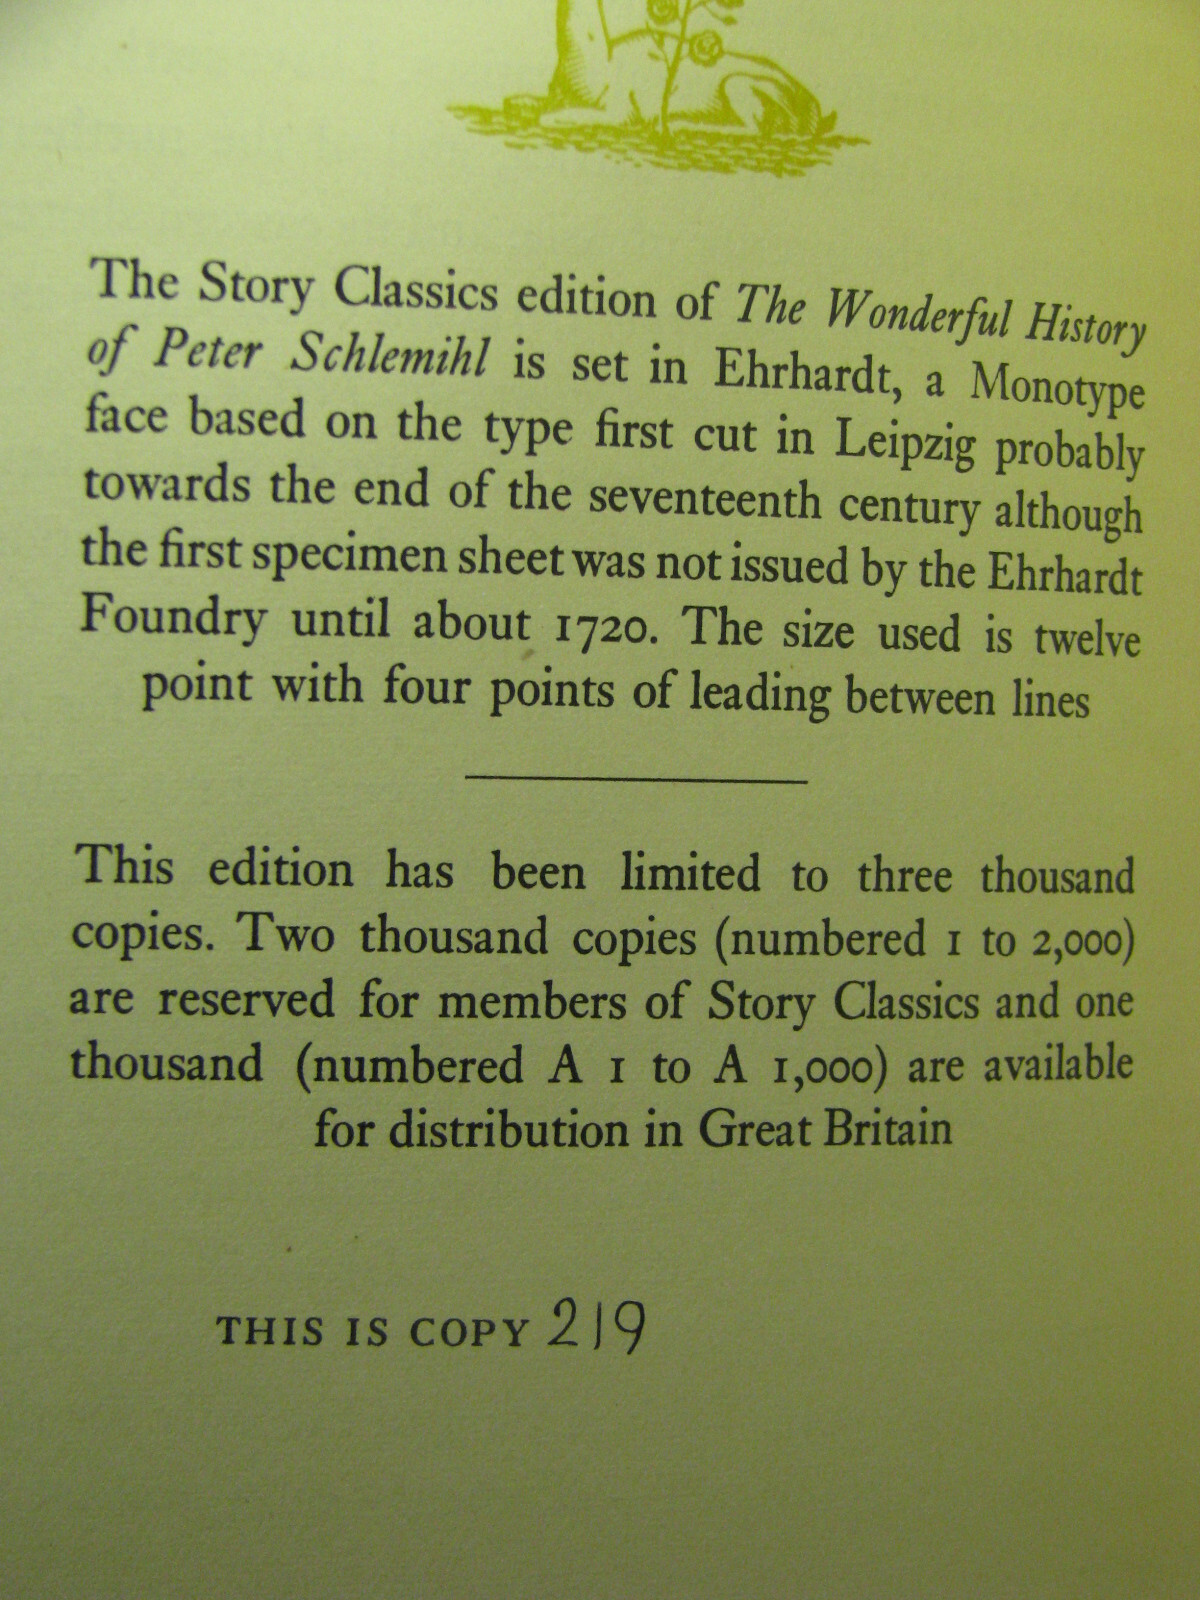 The Story Classics edition of The Wonderful History
of Peter Schlemihl is set in Ehrhardt, a Monotype
face based on the type first cut in Leipzig probably
towards the end of the seventeenth century although
the first specimen sheet was not issued by the Ehrhardt
Foundry until about 1720. The size used is twelve
point with four points of leading between lines
This edition has been limited to three thousand
copies. Two thousand copies (numbered 1 to 2,000)
are reserved for members of Story Classics and one
thousand (numbered A 1 to A 1,000) are available
for distribution in Great Britain
THIS IS COPY 219